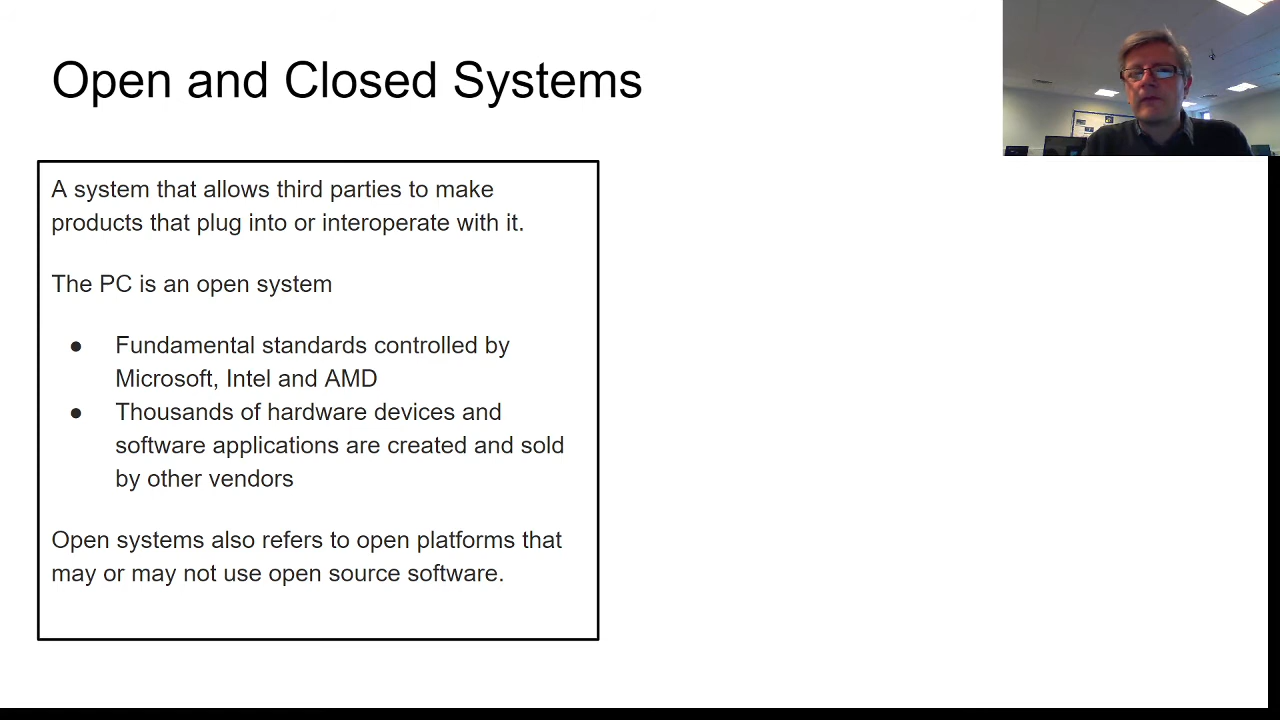 Open and Closed Systems
A system that allows third parties to make
products that plug into or interoperate with it.
The PC is an open system
● Fundamental standards controlled by
Microsoft, Intel and AMD
● Thousands of hardware devices and
software applications are created and sold
by other vendors
Open systems also refers to open platforms that
may or may not use open source software.